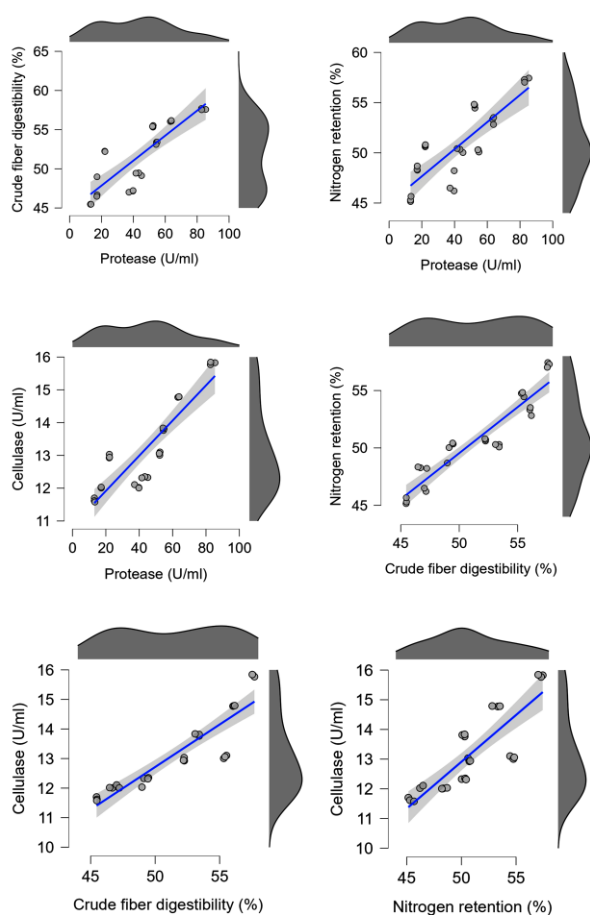 Crude fiber digestibility (%)
65
60
55
50
45
0 20 40 60 80 100
Protease (U/ml)
Nitrogen retention (%)
60
55
50
45
0 20 40 60 80 100
Protease (U/ml)
Cellulase (U/ml)
16
15
14
13
12
11
0 20 40 60 80 100
Protease (U/ml)
Nitrogen retention (%)
55
50
45
45 50 55
Crude fiber digestibility (%)
Cellulase (U/ml)
16
15
14
13
12
11
10
45 50 55
Crude fiber digestibility (%)
Cellulase (U/ml)
16
15
14
13
12
11
10
45 50 55
Nitrogen retention (%)